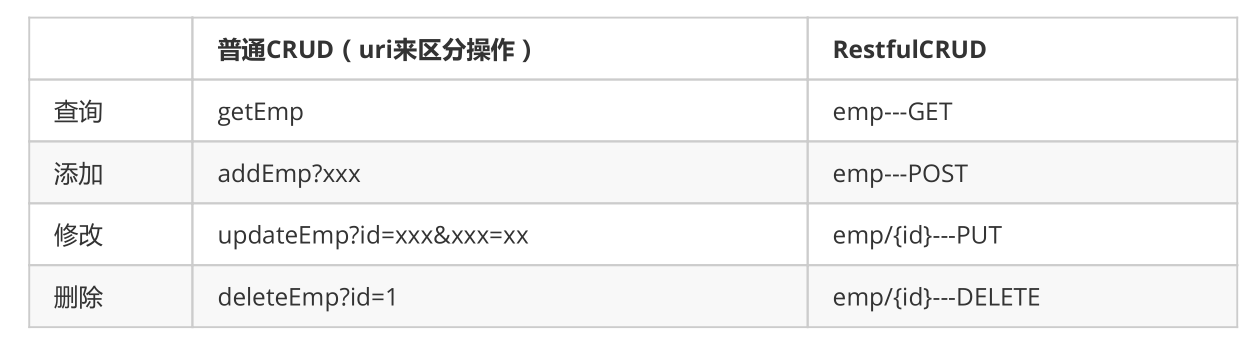 普通CRUD（uri来区分操作） RestfulCRUD
查询 getEmp emp---GET
添加 addEmp?xxx emp---POST
修改 updateEmp?id=xxx&xxx=xx emp/{id}---PUT
删除 deleteEmp?id=1 emp/{id}---DELETE